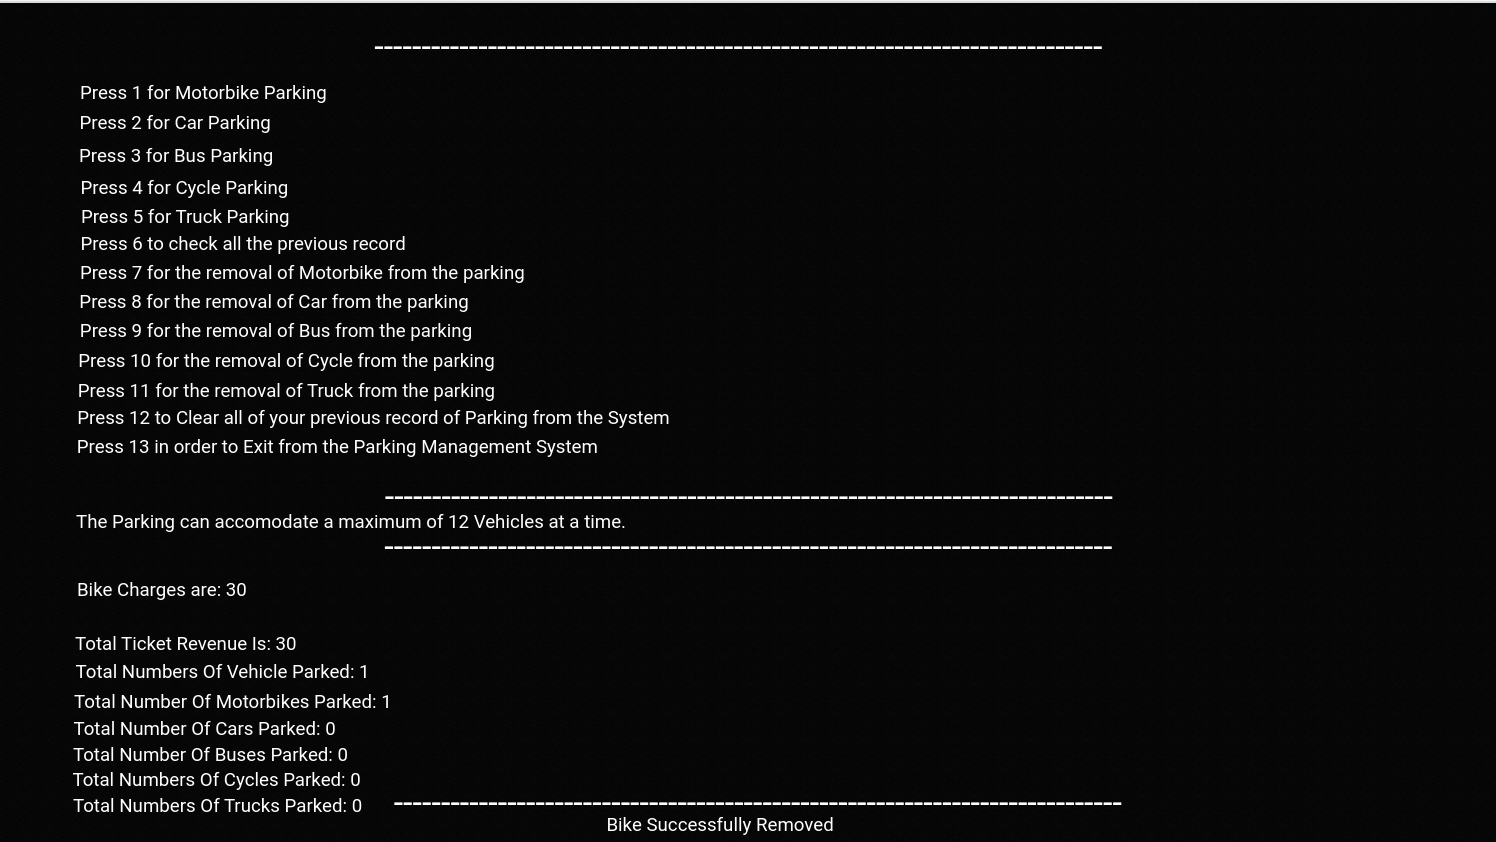 Press 1 for Motorbike Parking
Press 2 for Car Parking
Press 3 for Bus Parking
Press 4 for Cycle Parking
Press 5 for Truck Parking
Press 6 to check all the previous record
Press 7 for the removal of Motorbike from the parking
Press 8 for the removal of Car from the parking
Press 9 for the removal of Bus from the parking
Press 10 for the removal of Cycle from the parking
Press 11 for the removal of Truck from the parking
Press 12 to Clear all of your previous record of Parking from the System
Press 13 in order to Exit from the Parking Management System
The Parking can accomodate a maximum of 12 Vehicles at a time.
Bike Charges are: 30
Total Ticket Revenue Is: 30
Total Numbers Of Vehicle Parked: 1
Total Number Of Motorbikes Parked: 1
Total Number Of Cars Parked: 0
Total Number Of Buses Parked: 0
Total Numbers Of Cycles Parked: 0
Total Numbers Of Trucks Parked: 0
Bike Successfully Removed